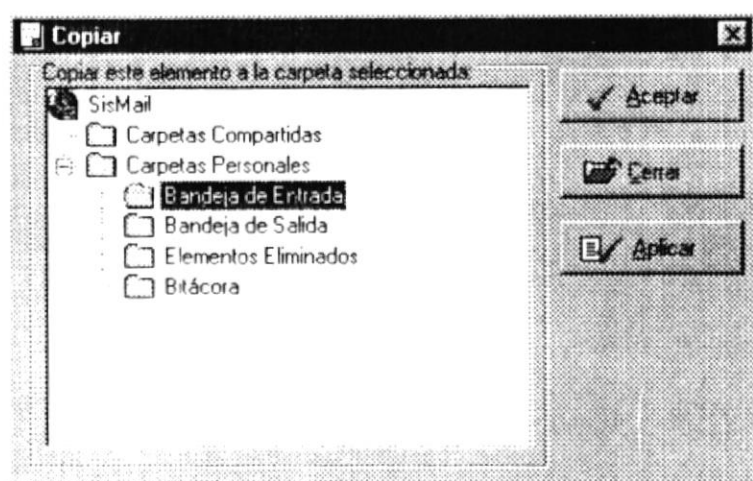 Copiar
Copiar este elemento a la carpeta seleccionada:
SisMail
Carpetas Compartidas
Carpetas Personales
Bandeja de Entrada
Bandeja de Salida
Elementos Eliminados
Bitácora
Aceptar
Cerrar
Aplicar